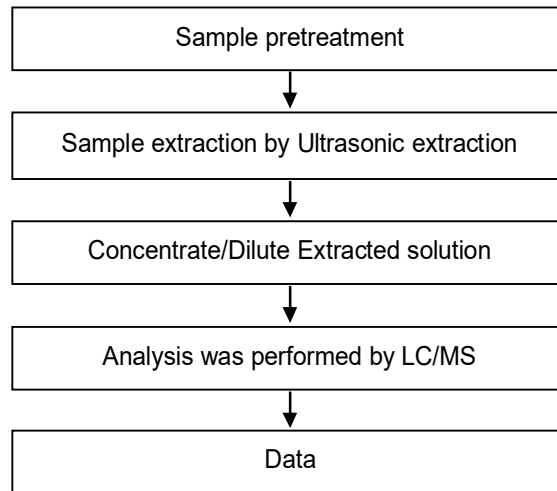 Sample pretreatment
Sample extraction by Ultrasonic extraction
Concentrate/Dilute Extracted solution
Analysis was performed by LC/MS
Data